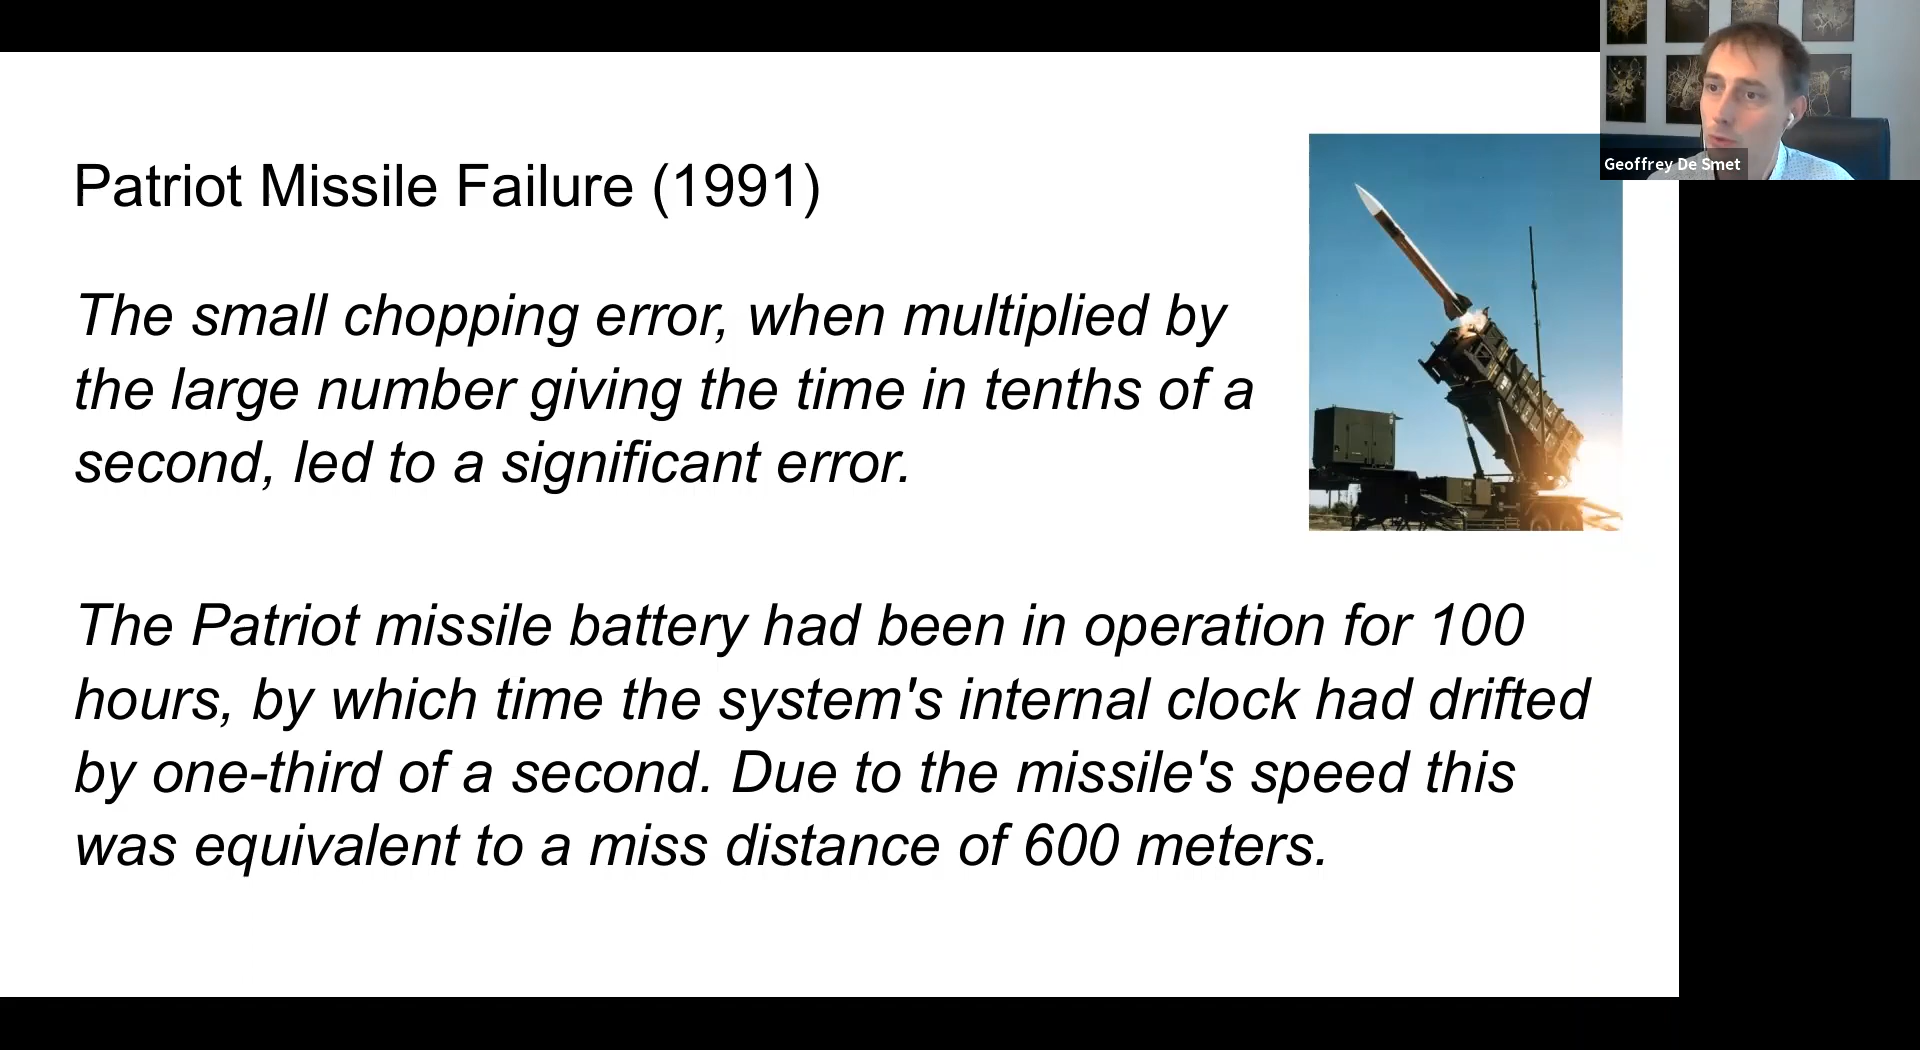 Geoffrey De Smet
Patriot Missile Failure (1991)
The small chopping error, when multiplied by
the large number giving the time in tenths of a
second, led to a significant error.
The Patriot missile battery had been in operation for 100
hours, by which time the system's internal clock had drifted
by one-third of a second. Due to the missile's speed this
was equivalent to a miss distance of 600 meters.